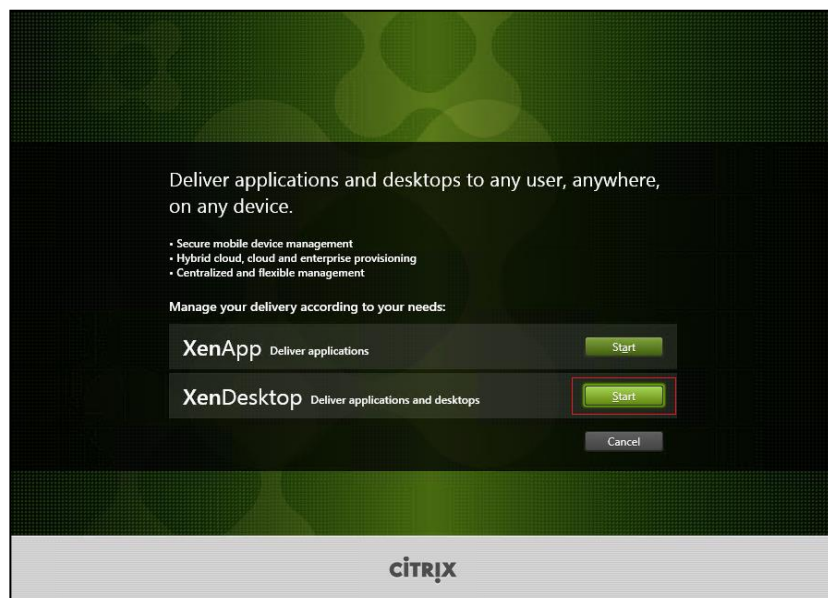 Deliver applications and desktops to any user, anywhere,
on any device.
• Secure mobile device management
• Hybrid cloud, cloud and enterprise provisioning
• Centralized and flexible management
Manage your delivery according to your needs:
XenApp Deliver applications Start
XenDesktop Deliver applications and desktops Start
Cancel
CITRIX